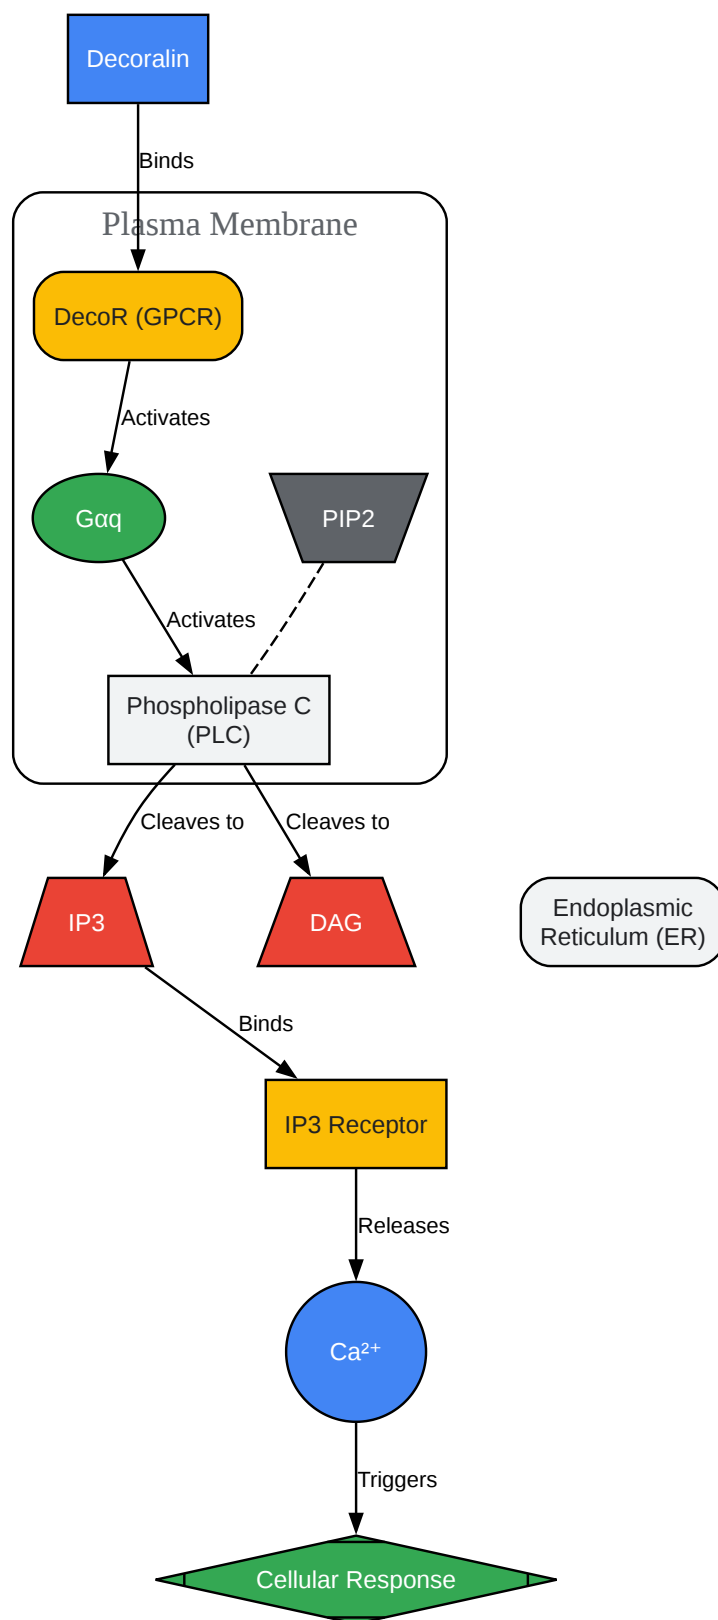 Decoralin
Binds
Plasma Membrane
DecoR (GPCR)
Activates
Gαq
PIP2
Activates
Phospholipase C
(PLC)
Cleaves to
Cleaves to
IP3
DAG
Endoplasmic
Reticulum (ER)
Binds
IP3 Receptor
Releases
Ca²⁺
Triggers
Cellular Response